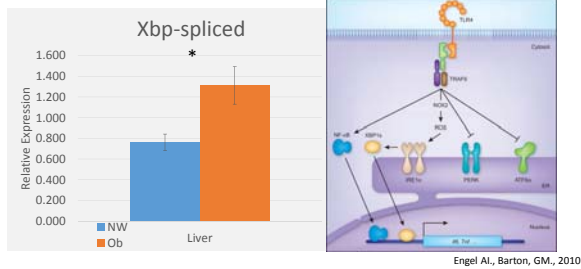 Xbp-spliced
Relative Expression
1.600
1.400
1.200
1.000
0.800
0.600
0.400
0.200
0.000
*
NW
Ob
Liver
TLR4
Cytosol
TRAF6
NOX2
ROS
NF-κB
XBP1s
IRE1α
PERK
ATF6α
ER
Nucleus
Engel Al., Barton, GM., 2010